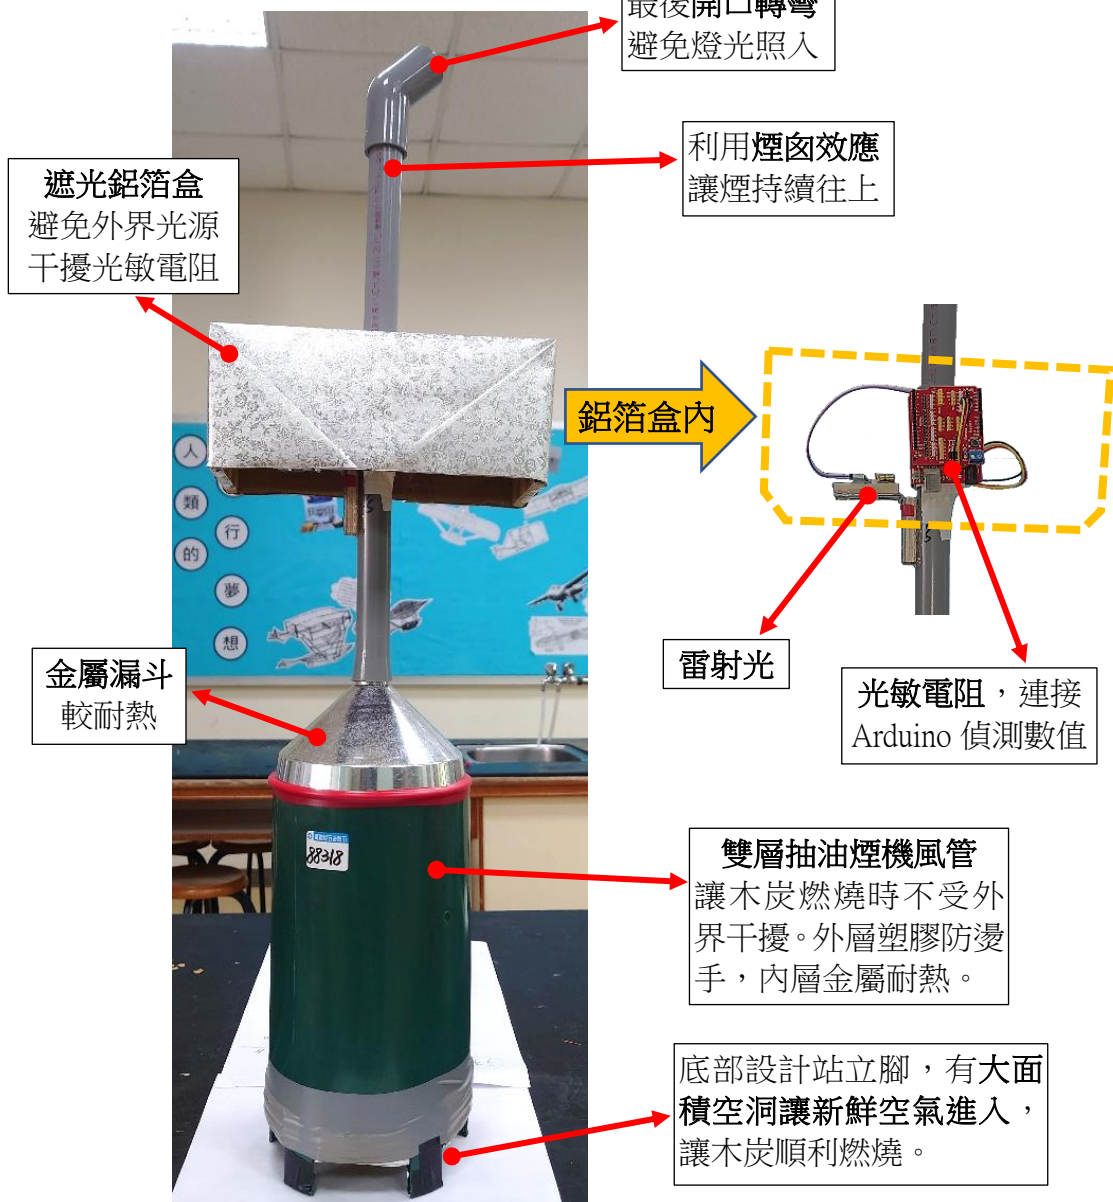 最後開口轉彎
避免燈光照入
利用煙囪效應
讓煙持續往上
遮光鋁箔盒
避免外界光源
干擾光敏電阻
鋁箔盒內
人
類
行
的
夢
想
雷射光
光敏電阻，連接
Arduino 偵測數值
金屬漏斗
較耐熱
88318
雙層抽油煙機風管
讓木炭燃燒時不受外
界干擾。外層塑膠防燙
手，內層金屬耐熱。
底部設計站立腳，有大面
積空洞讓新鮮空氣進入，
讓木炭順利燃燒。